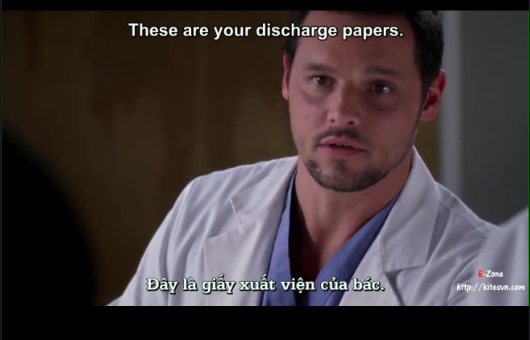 These are your discharge papers.
Đây là giấy xuất viện của bác.
E-Zone
http://kitesvn.com